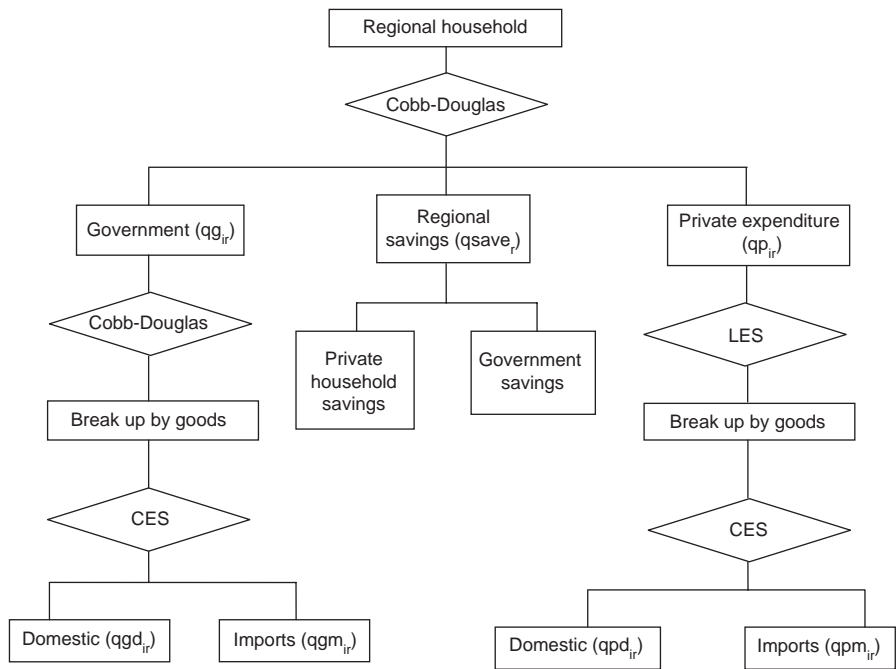 Regional household
Cobb-Douglas
Government (qg_ir)
Regional
savings (qsave_r)
Private expenditure
(qp_ir)
Cobb-Douglas
Private
household
savings
Government
savings
LES
Break up by goods
Break up by goods
CES
CES
Domestic (qgd_ir)
Imports (qgm_ir)
Domestic (qpd_ir)
Imports (qpm_ir)